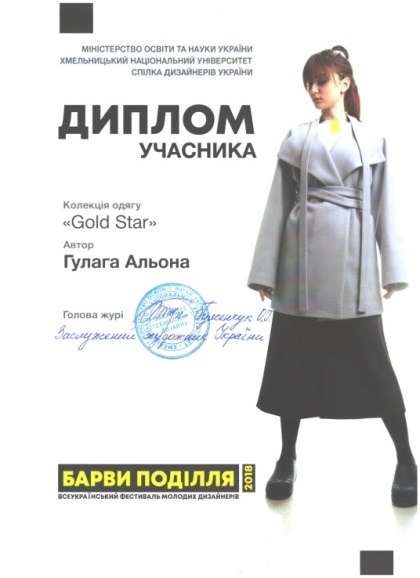 МІНІСТЕРСТВО ОСВІТИ ТА НАУКИ УКРАЇНИ
ХМЕЛЬНИЦЬКИЙ НАЦІОНАЛЬНИЙ УНІВЕРСИТЕТ
СПІЛКА ДИЗАЙНЕРІВ УКРАЇНИ
ДИПЛОМ
УЧАСНИКА
Колекція одягу
«Gold Star»
Автор
Гулага Альона
Голова журі
Заслужений художник України
БАРВИ ПОДІЛЛЯ
2018
ВСЕУКРАЇНСЬКИЙ ФЕСТИВАЛЬ МОЛОДИХ ДИЗАЙНЕРІВ